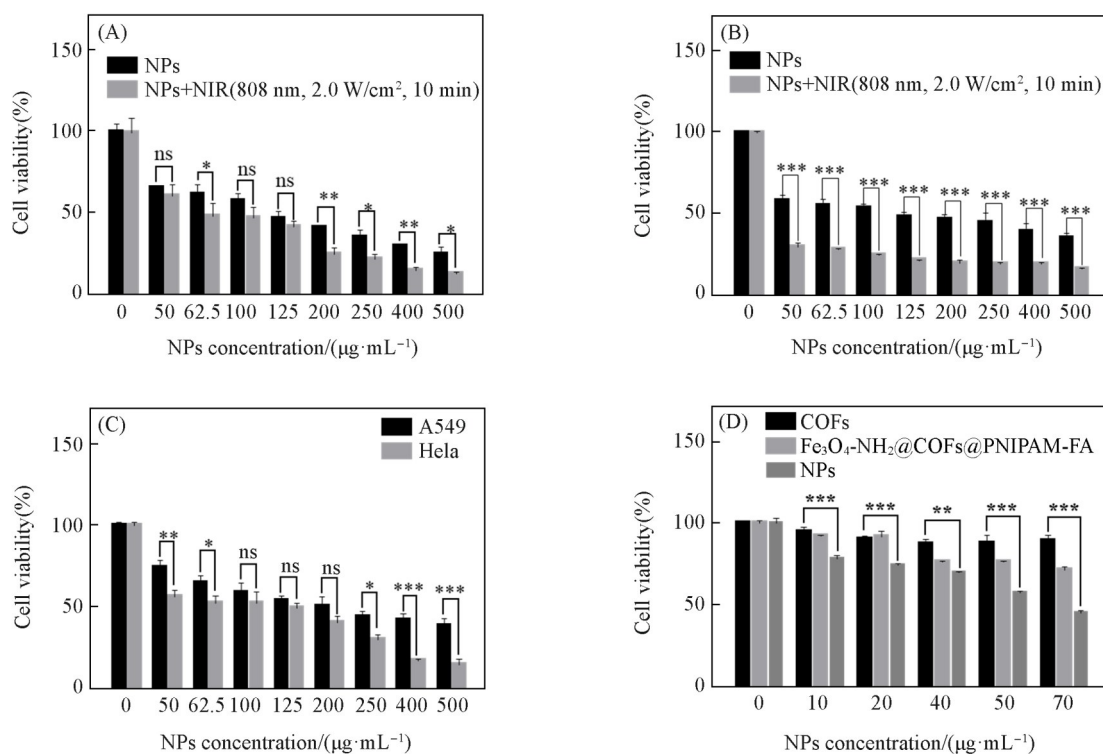 (A)
150
NPs
NPs+NIR(808 nm, 2.0 W/cm², 10 min)
100
50
0
Cell viability(%)
ns
*
ns
ns
**
*
**
*
0 50 62.5 100 125 200 250 400 500
NPs concentration/(μg·mL⁻¹)
(B)
150
NPs
NPs+NIR(808 nm, 2.0 W/cm², 10 min)
100
50
0
Cell viability(%)
***
***
***
***
***
***
***
***
0 50 62.5 100 125 200 250 400 500
NPs concentration/(μg·mL⁻¹)
(C)
150
A549
Hela
100
50
0
Cell viability(%)
**
*
ns
ns
ns
*
***
***
0 50 62.5 100 125 200 250 400 500
NPs concentration/(μg·mL⁻¹)
(D)
150
COFs
Fe₃O₄-NH₂@COFs@PNIPAM-FA
NPs
100
50
0
Cell viability(%)
***
***
**
***
***
0 10 20 40 50 70
NPs concentration/(μg·mL⁻¹)